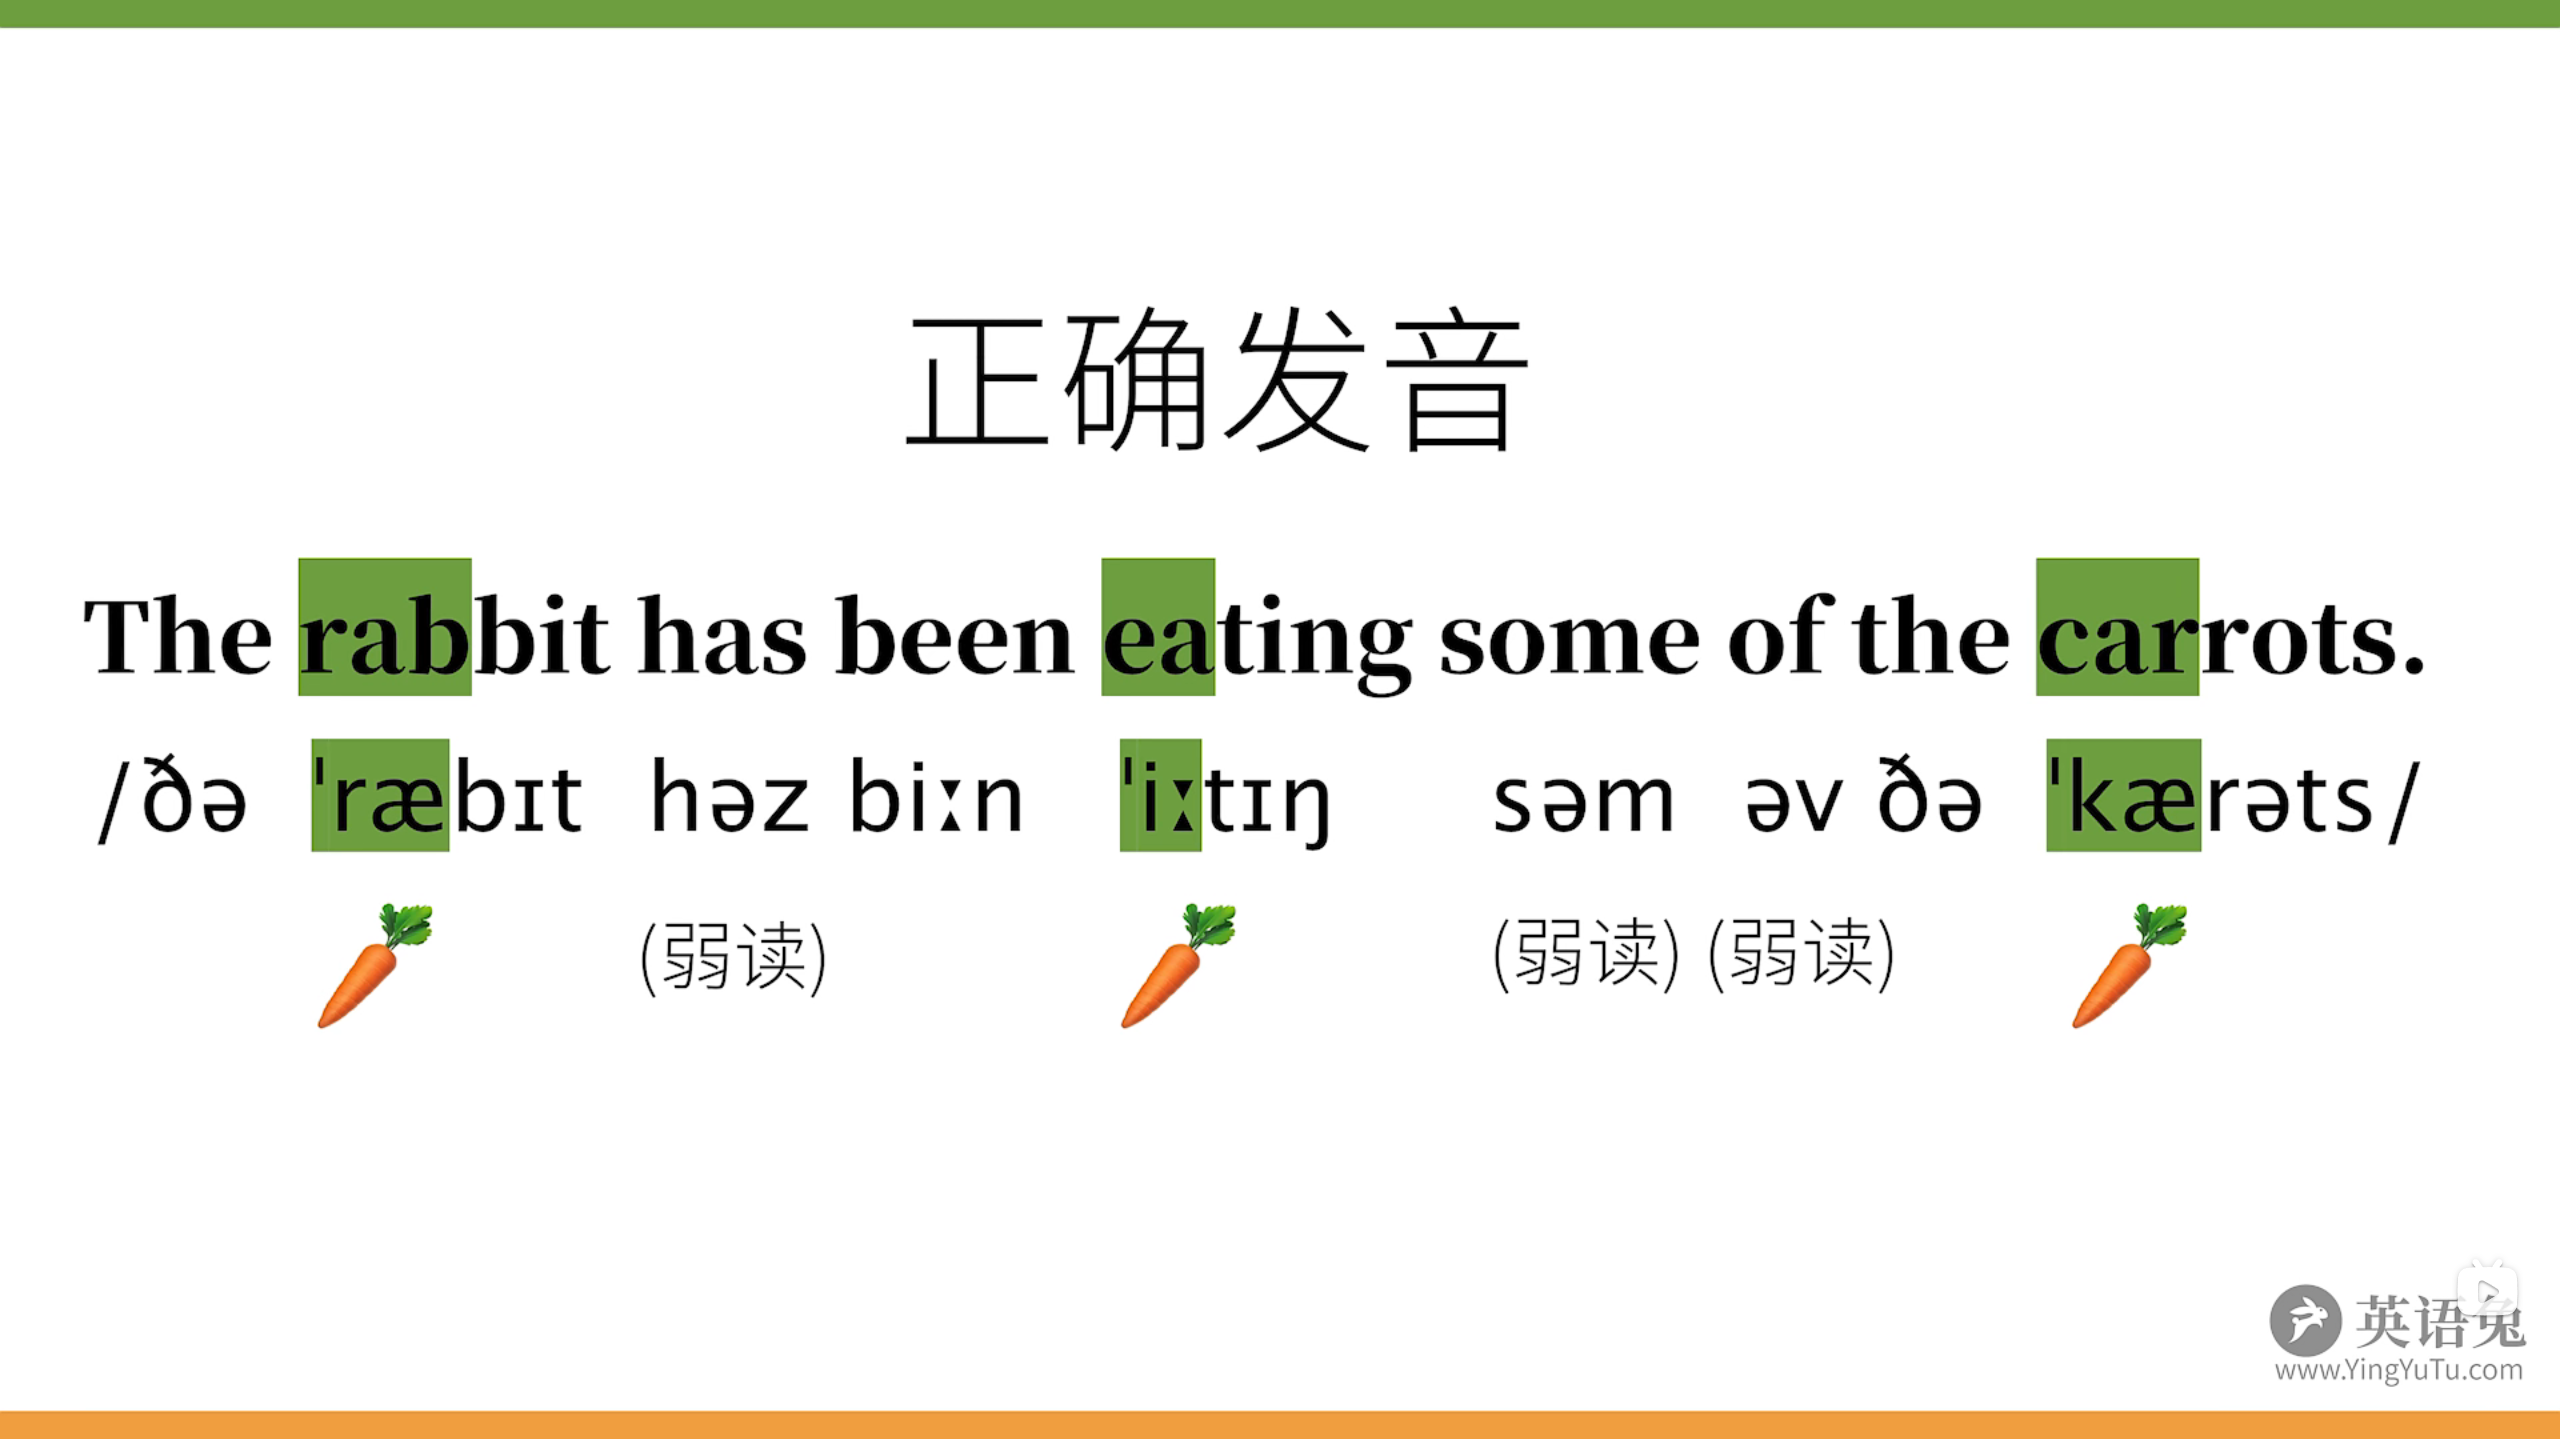 正确发音
The rabbit has been eating some of the carrots.
/ðə ˈræbɪt həz biːn ˈiːtɪŋ səm əv ðə ˈkærəts/
(弱读) (弱读) (弱读)
英语兔
www.YingYuTu.com